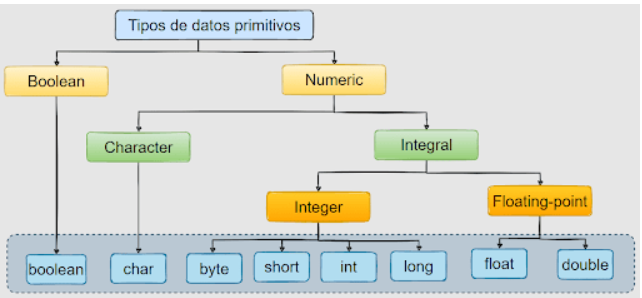 Tipos de datos primitivos
Boolean
Numeric
Character
Integral
Integer
Floating-point
boolean
char
byte
short
int
long
float
double